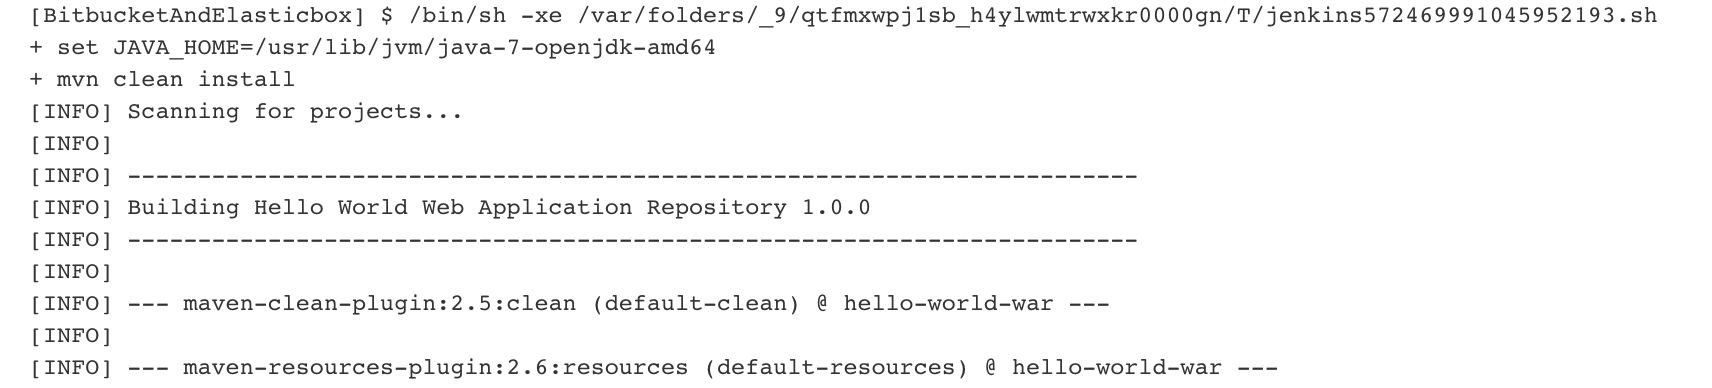 [BitbucketAndElasticbox] $ /bin/sh -xe /var/folders/_9/qtfmxwpj1sb_h4ylwmtrwxkr0000gn/T/jenkins572469991045952193.sh
+ set JAVA_HOME=/usr/lib/jvm/java-7-openjdk-amd64
+ mvn clean install
[INFO] Scanning for projects...
[INFO]
[INFO] ------------------------------------------------------------------------
[INFO] Building Hello World Web Application Repository 1.0.0
[INFO] ------------------------------------------------------------------------
[INFO]
[INFO] --- maven-clean-plugin:2.5:clean (default-clean) @ hello-world-war ---
[INFO]
[INFO] --- maven-resources-plugin:2.6:resources (default-resources) @ hello-world-war ---